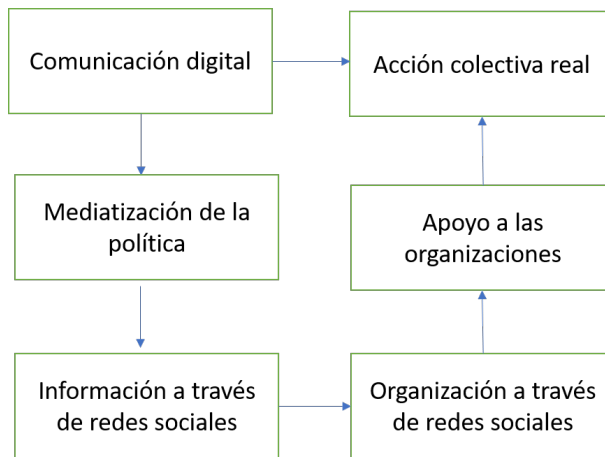 Comunicación digital
Acción colectiva real
Mediatización de la
política
Apoyo a las
organizaciones
Información a través
de redes sociales
Organización a través
de redes sociales